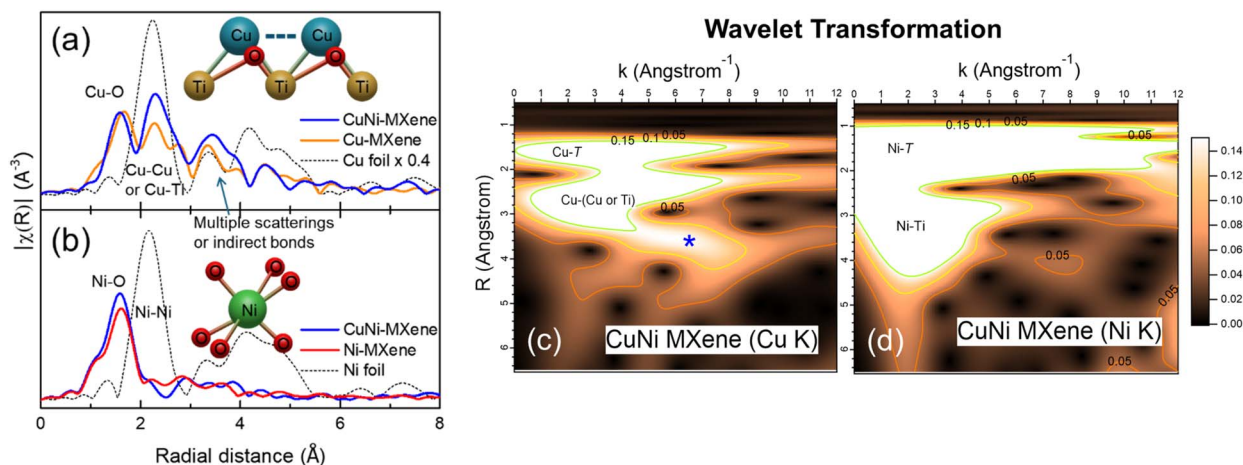 (a)
Cu
Cu
O
O
Ti
Ti
Ti
Cu-O
CuNi-MXene
Cu-MXene
Cu foil x 0.4
Cu-Cu
or Cu-Ti
Multiple scatterings
or indirect bonds
|χ(R)| (A⁻³)
(b)
Ni-O
Ni-Ni
O
O
O
Ni
O
O
O
CuNi-MXene
Ni-MXene
Ni foil
0 2 4 6 8
Radial distance (Å)
Wavelet Transformation
k (Angstrom⁻¹)
k (Angstrom⁻¹)
0 1 2 3 4 5 6 7 8 9 10 11 12
0 1 2 3 4 5 6 7 8 9 10 11 12
R (Angstrom)
1
2
3
4
5
6
0.15 0.1 0.05
Cu-T
Cu-(Cu or Ti)
0.05
*
CuNi MXene (Cu K)
(c)
1
2
3
4
5
6
0.15 0.1 0.05
0.05
Ni-T
0.05
Ni-Ti
0.05
0.05
CuNi MXene (Ni K)
(d)
0.05
0.14
0.12
0.10
0.08
0.06
0.04
0.02
0.00